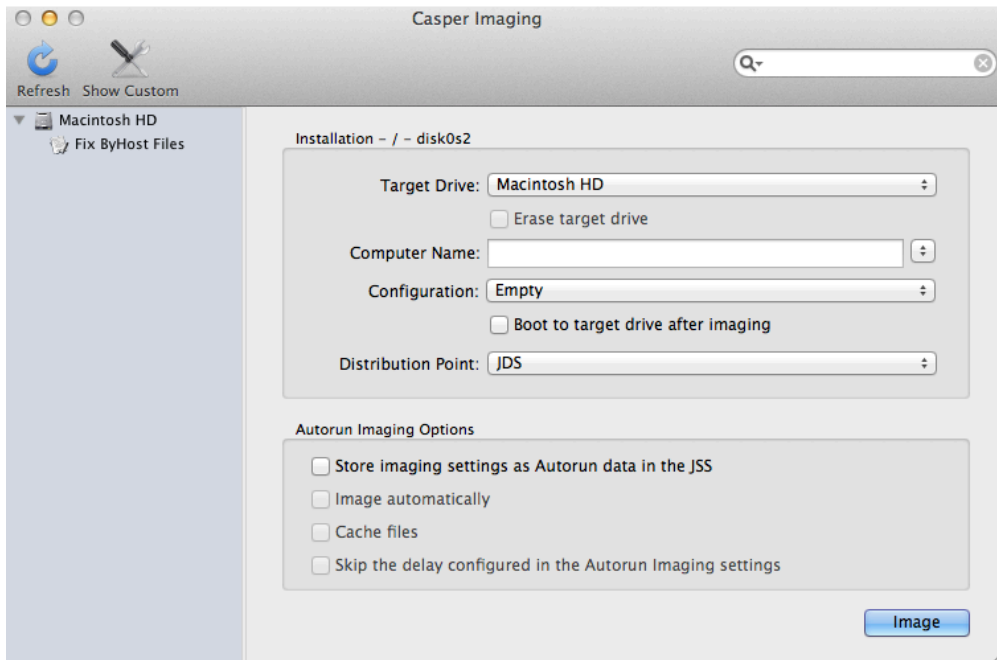 Casper Imaging
Refresh Show Custom
Macintosh HD
Fix ByHost Files
Installation - / - disk0s2
Target Drive: Macintosh HD
Erase target drive
Computer Name:
Configuration: Empty
Boot to target drive after imaging
Distribution Point: JDS
Autorun Imaging Options
Store imaging settings as Autorun data in the JSS
Image automatically
Cache files
Skip the delay configured in the Autorun Imaging settings
Image